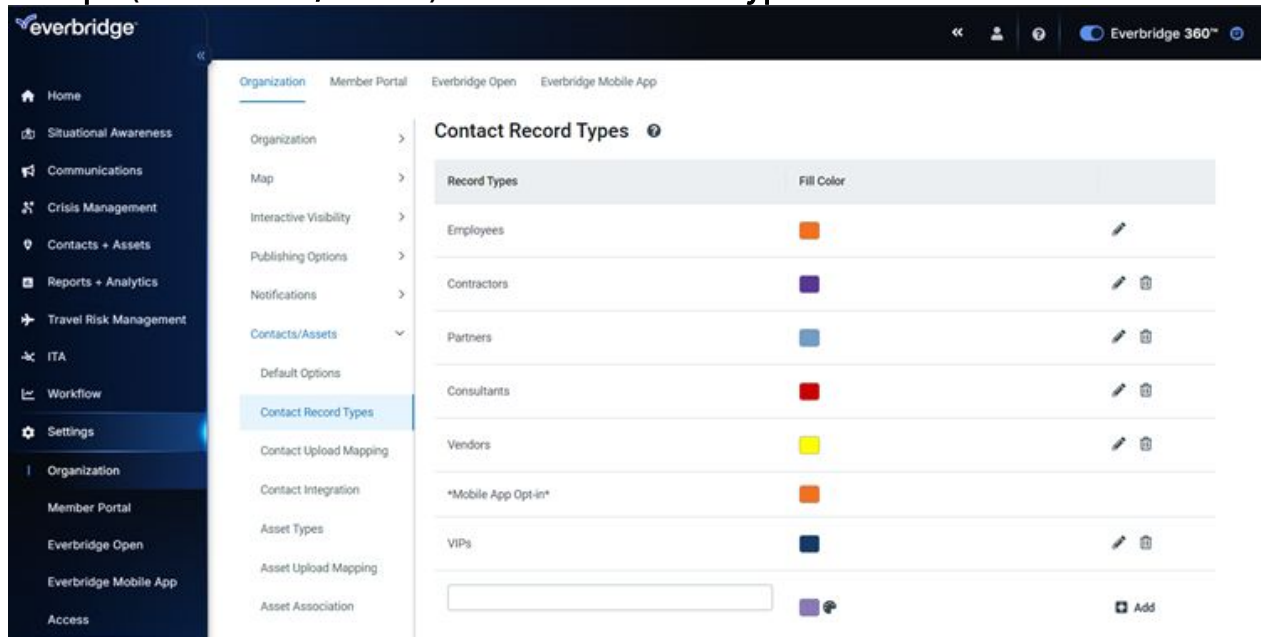 everbridge
Everbridge 360™
Home
Situational Awareness
Communications
Crisis Management
Contacts + Assets
Reports + Analytics
Travel Risk Management
ITA
Workflow
Settings
Organization
Member Portal
Everbridge Open
Everbridge Mobile App
Access
Organization Member Portal Everbridge Open Everbridge Mobile App
Organization
Map
Interactive Visibility
Publishing Options
Notifications
Contacts/Assets
Default Options
Contact Record Types
Contact Upload Mapping
Contact Integration
Asset Types
Asset Upload Mapping
Asset Association
Contact Record Types
Record Types Fill Color
Employees
Contractors
Partners
Consultants
Vendors
*Mobile App Opt-in*
VIPs
Add